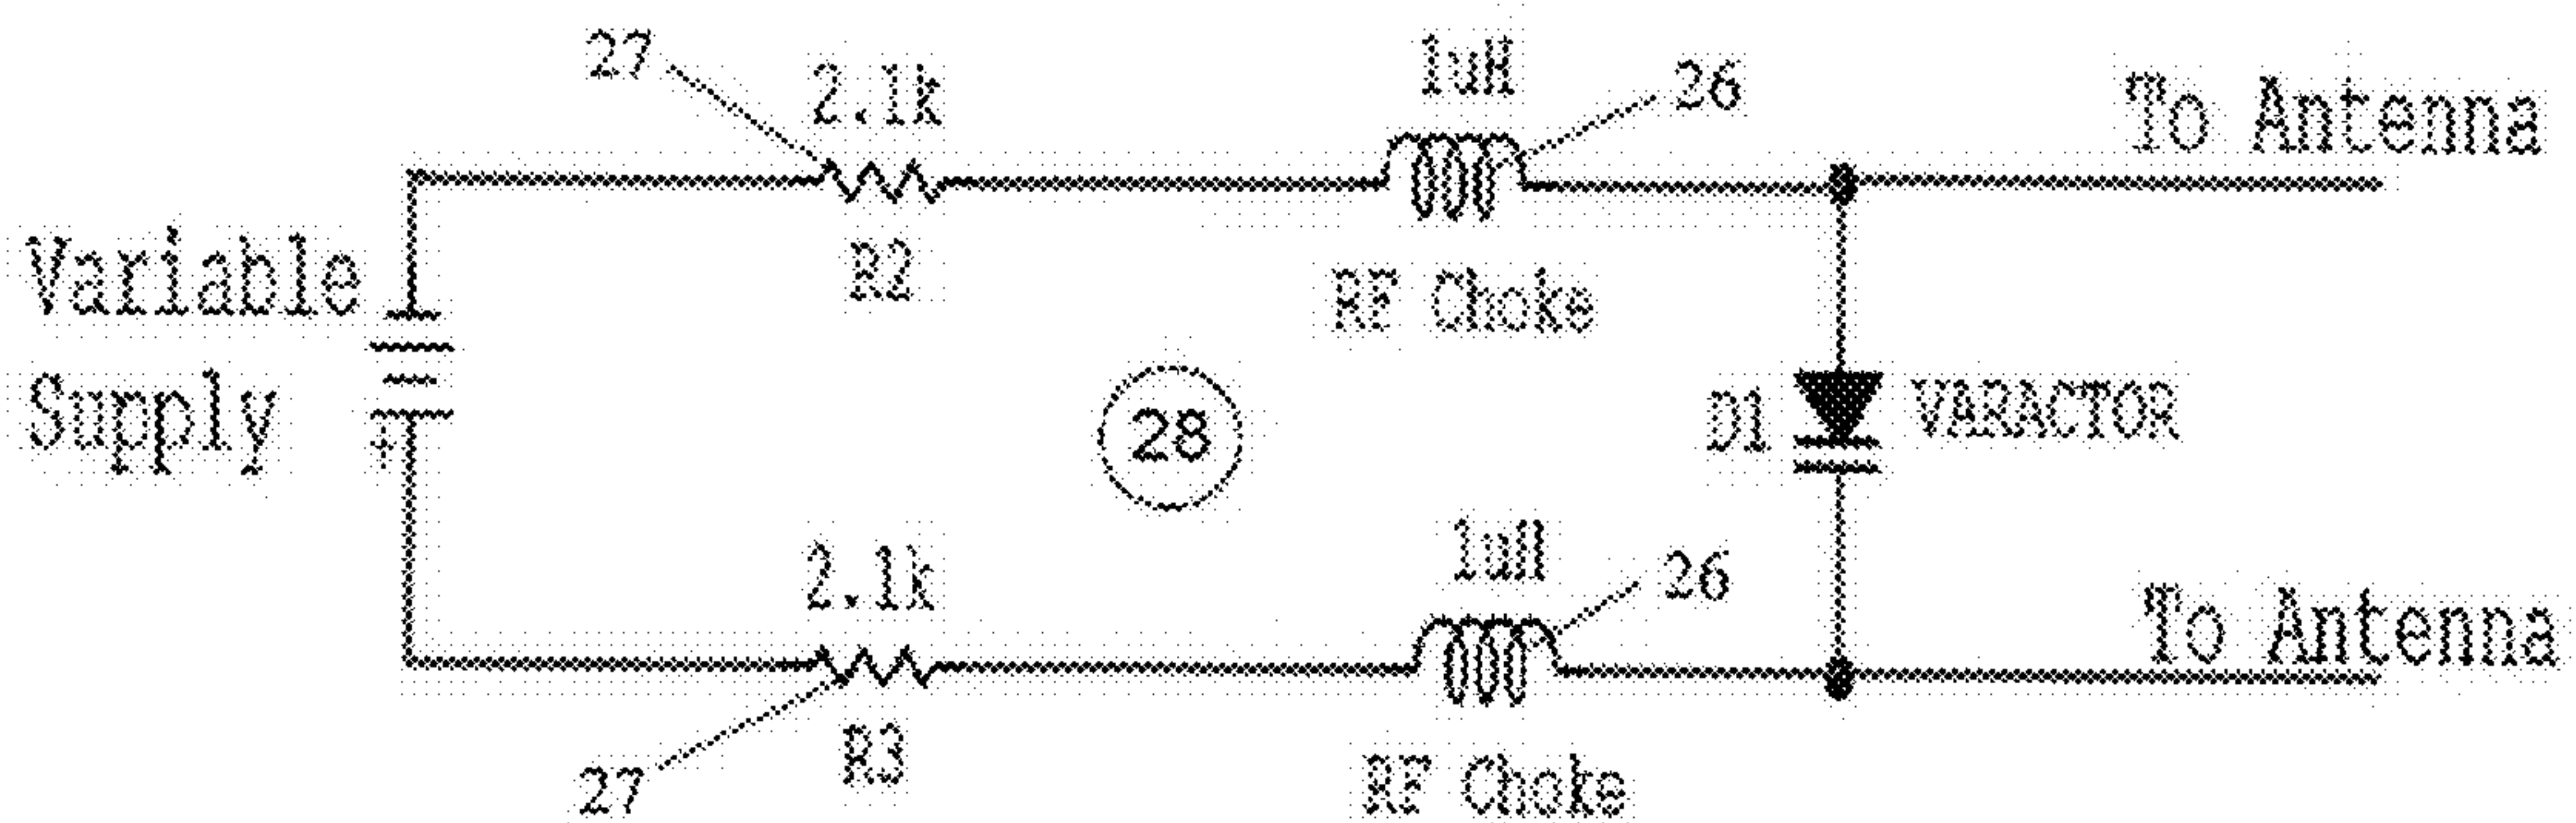 27
2.1k
1uH
26
To Antenna
Variable
Supply
+
R2
RF Choke
28
D1
VARACTOR
2.1k
1uH
26
To Antenna
27
R3
RF Choke